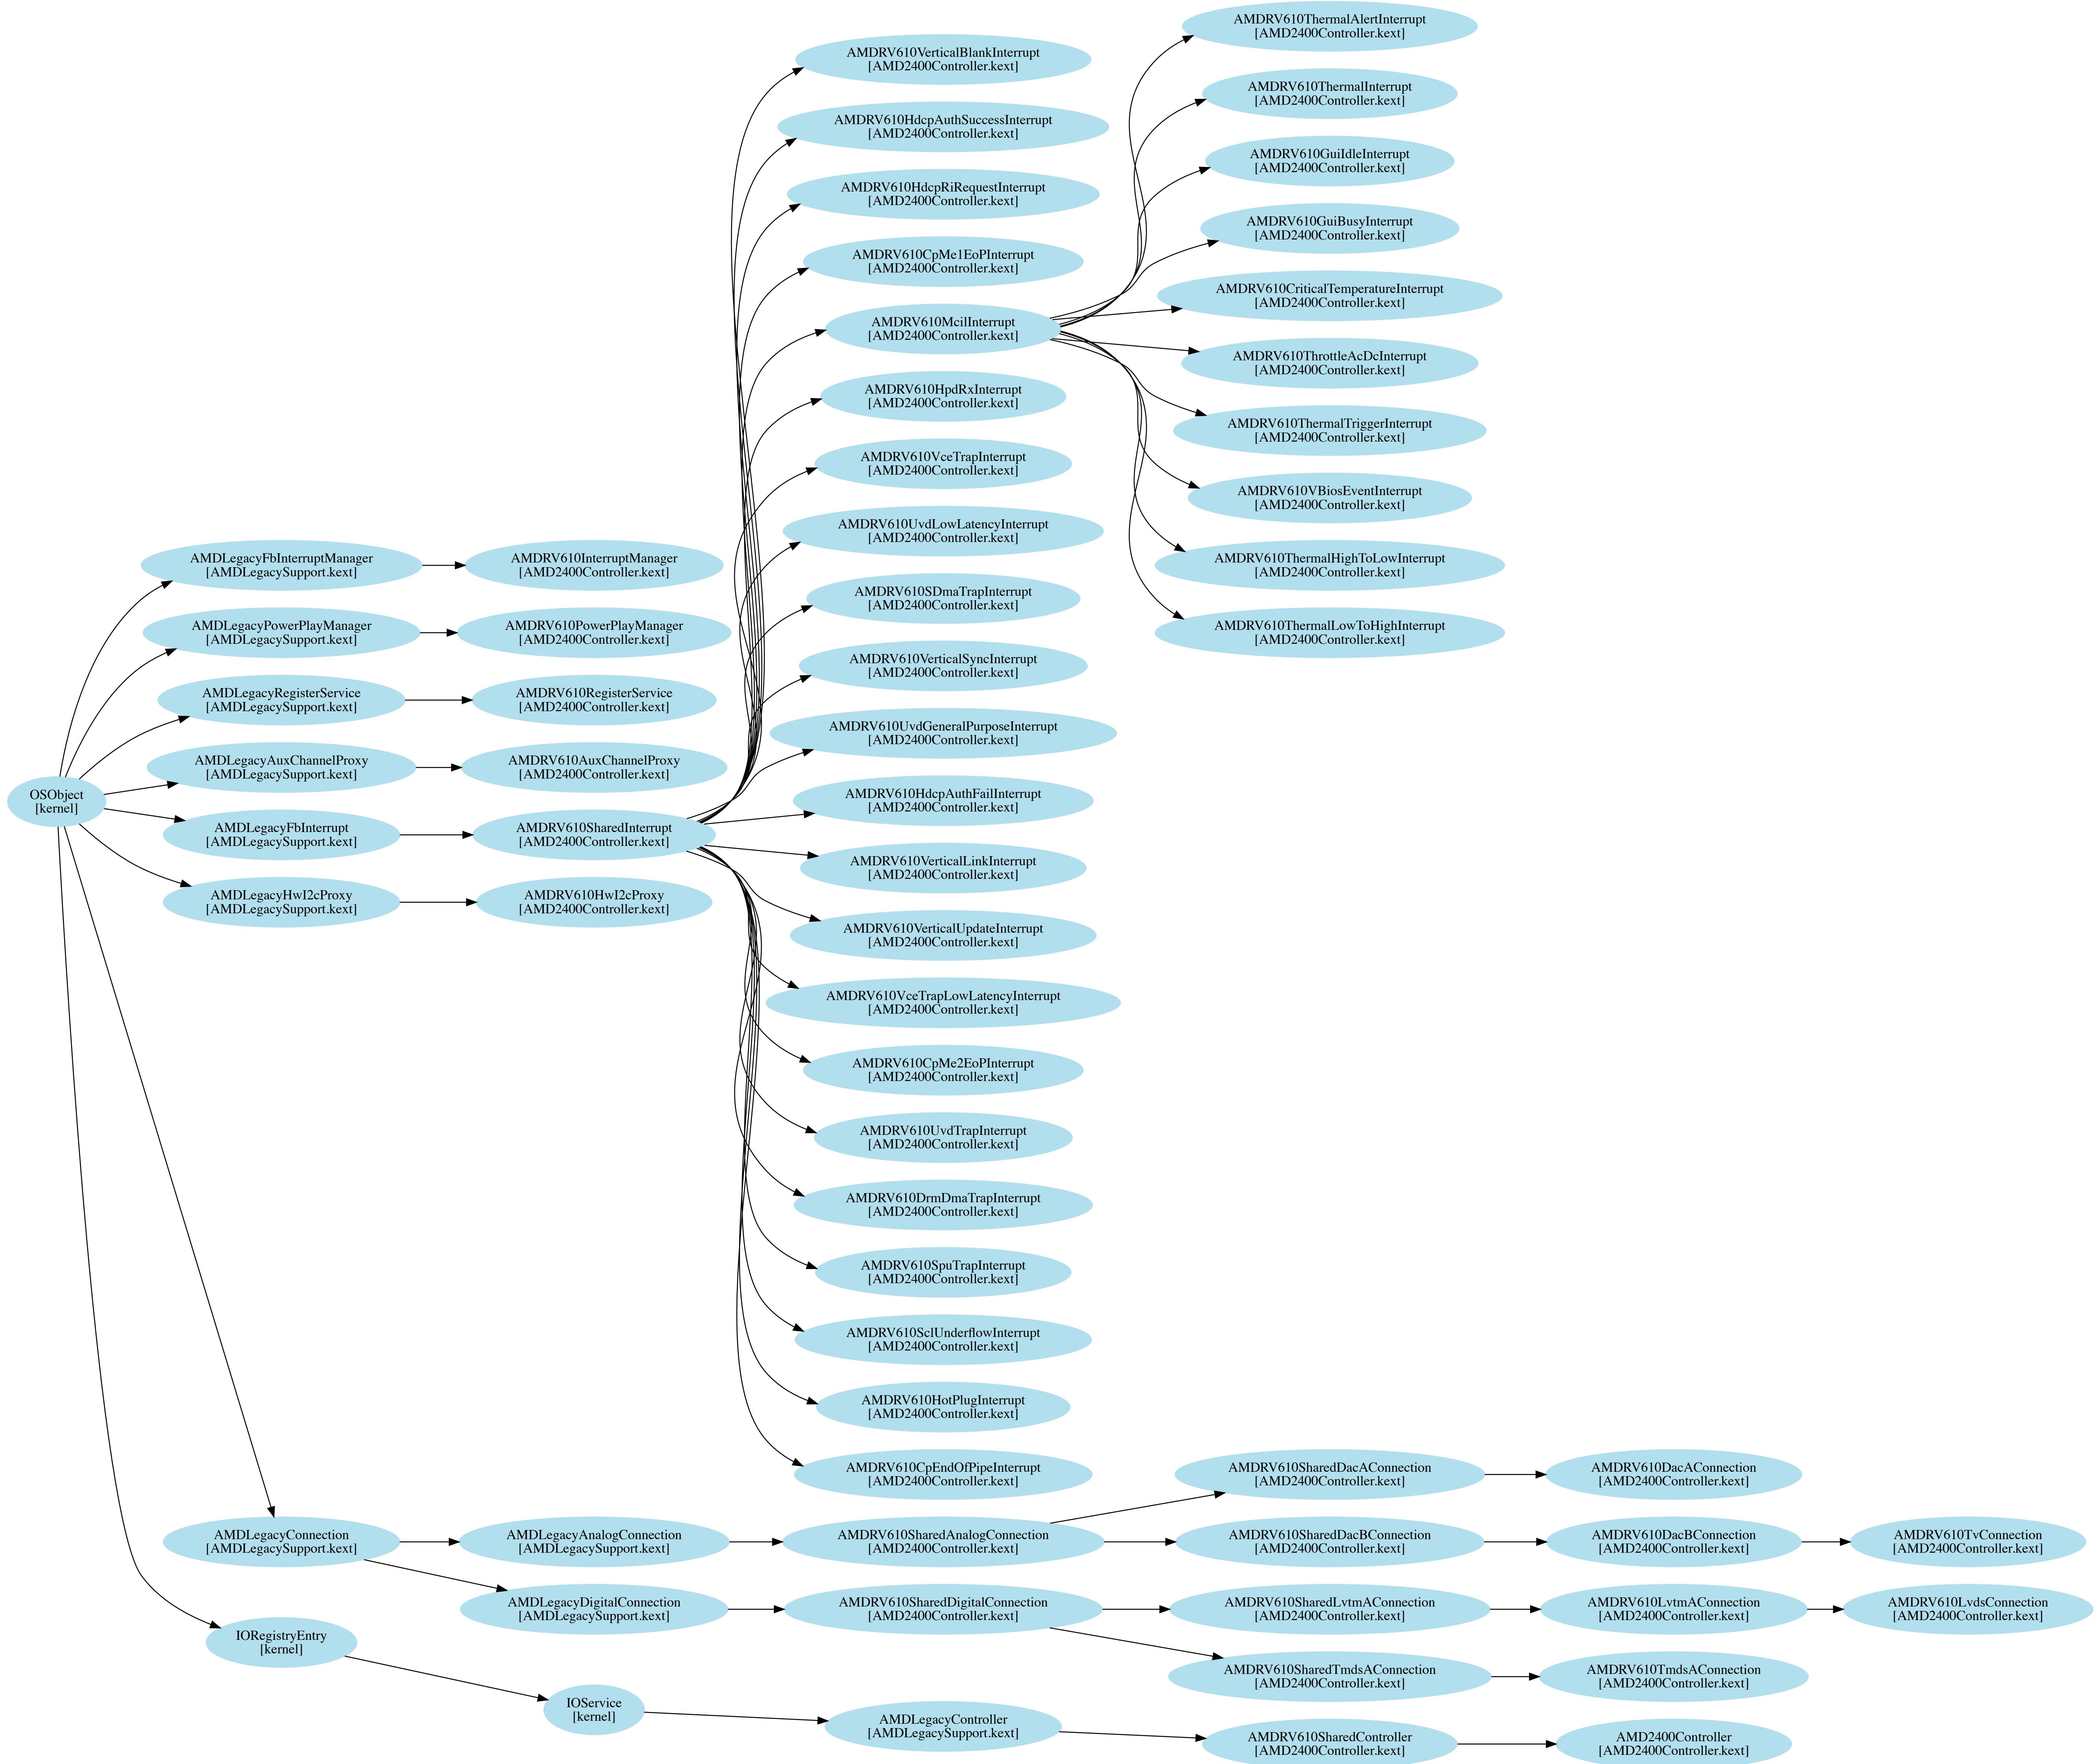 OSObject
[kernel]
AMDLegacyFbInterruptManager
[AMDLegacySupport.kext]
AMDLegacyPowerPlayManager
[AMDLegacySupport.kext]
AMDLegacyRegisterService
[AMDLegacySupport.kext]
AMDLegacyAuxChannelProxy
[AMDLegacySupport.kext]
AMDLegacyFbInterrupt
[AMDLegacySupport.kext]
AMDLegacyHwI2cProxy
[AMDLegacySupport.kext]
AMDLegacyConnection
[AMDLegacySupport.kext]
IORegistryEntry
[kernel]
AMDRV610InterruptManager
[AMD2400Controller.kext]
AMDRV610PowerPlayManager
[AMD2400Controller.kext]
AMDRV610RegisterService
[AMD2400Controller.kext]
AMDRV610AuxChannelProxy
[AMD2400Controller.kext]
AMDRV610SharedInterrupt
[AMD2400Controller.kext]
AMDRV610HwI2cProxy
[AMD2400Controller.kext]
AMDLegacyAnalogConnection
[AMDLegacySupport.kext]
AMDLegacyDigitalConnection
[AMDLegacySupport.kext]
IOService
[kernel]
AMDRV610VerticalBlankInterrupt
[AMD2400Controller.kext]
AMDRV610HdcpAuthSuccessInterrupt
[AMD2400Controller.kext]
AMDRV610HdcpRiRequestInterrupt
[AMD2400Controller.kext]
AMDRV610CpMe1EoPInterrupt
[AMD2400Controller.kext]
AMDRV610McilInterrupt
[AMD2400Controller.kext]
AMDRV610HpdRxInterrupt
[AMD2400Controller.kext]
AMDRV610VceTrapInterrupt
[AMD2400Controller.kext]
AMDRV610UvdLowLatencyInterrupt
[AMD2400Controller.kext]
AMDRV610SDmaTrapInterrupt
[AMD2400Controller.kext]
AMDRV610VerticalSyncInterrupt
[AMD2400Controller.kext]
AMDRV610UvdGeneralPurposeInterrupt
[AMD2400Controller.kext]
AMDRV610HdcpAuthFailInterrupt
[AMD2400Controller.kext]
AMDRV610VerticalLinkInterrupt
[AMD2400Controller.kext]
AMDRV610VerticalUpdateInterrupt
[AMD2400Controller.kext]
AMDRV610VceTrapLowLatencyInterrupt
[AMD2400Controller.kext]
AMDRV610CpMe2EoPInterrupt
[AMD2400Controller.kext]
AMDRV610UvdTrapInterrupt
[AMD2400Controller.kext]
AMDRV610DrmDmaTrapInterrupt
[AMD2400Controller.kext]
AMDRV610SpuTrapInterrupt
[AMD2400Controller.kext]
AMDRV610SclUnderflowInterrupt
[AMD2400Controller.kext]
AMDRV610HotPlugInterrupt
[AMD2400Controller.kext]
AMDRV610CpEndOfPipeInterrupt
[AMD2400Controller.kext]
AMDRV610SharedAnalogConnection
[AMD2400Controller.kext]
AMDRV610SharedDigitalConnection
[AMD2400Controller.kext]
AMDLegacyController
[AMDLegacySupport.kext]
AMDRV610ThermalAlertInterrupt
[AMD2400Controller.kext]
AMDRV610ThermalInterrupt
[AMD2400Controller.kext]
AMDRV610GuiIdleInterrupt
[AMD2400Controller.kext]
AMDRV610GuiBusyInterrupt
[AMD2400Controller.kext]
AMDRV610CriticalTemperatureInterrupt
[AMD2400Controller.kext]
AMDRV610ThrottleAcDcInterrupt
[AMD2400Controller.kext]
AMDRV610ThermalTriggerInterrupt
[AMD2400Controller.kext]
AMDRV610VBiosEventInterrupt
[AMD2400Controller.kext]
AMDRV610ThermalHighToLowInterrupt
[AMD2400Controller.kext]
AMDRV610ThermalLowToHighInterrupt
[AMD2400Controller.kext]
AMDRV610SharedDacAConnection
[AMD2400Controller.kext]
AMDRV610SharedDacBConnection
[AMD2400Controller.kext]
AMDRV610SharedLvtmAConnection
[AMD2400Controller.kext]
AMDRV610SharedTmdsAConnection
[AMD2400Controller.kext]
AMDRV610SharedController
[AMD2400Controller.kext]
AMDRV610DacAConnection
[AMD2400Controller.kext]
AMDRV610DacBConnection
[AMD2400Controller.kext]
AMDRV610LvtmAConnection
[AMD2400Controller.kext]
AMDRV610TmdsAConnection
[AMD2400Controller.kext]
AMD2400Controller
[AMD2400Controller.kext]
AMDRV610TvConnection
[AMD2400Controller.kext]
AMDRV610LvdsConnection
[AMD2400Controller.kext]